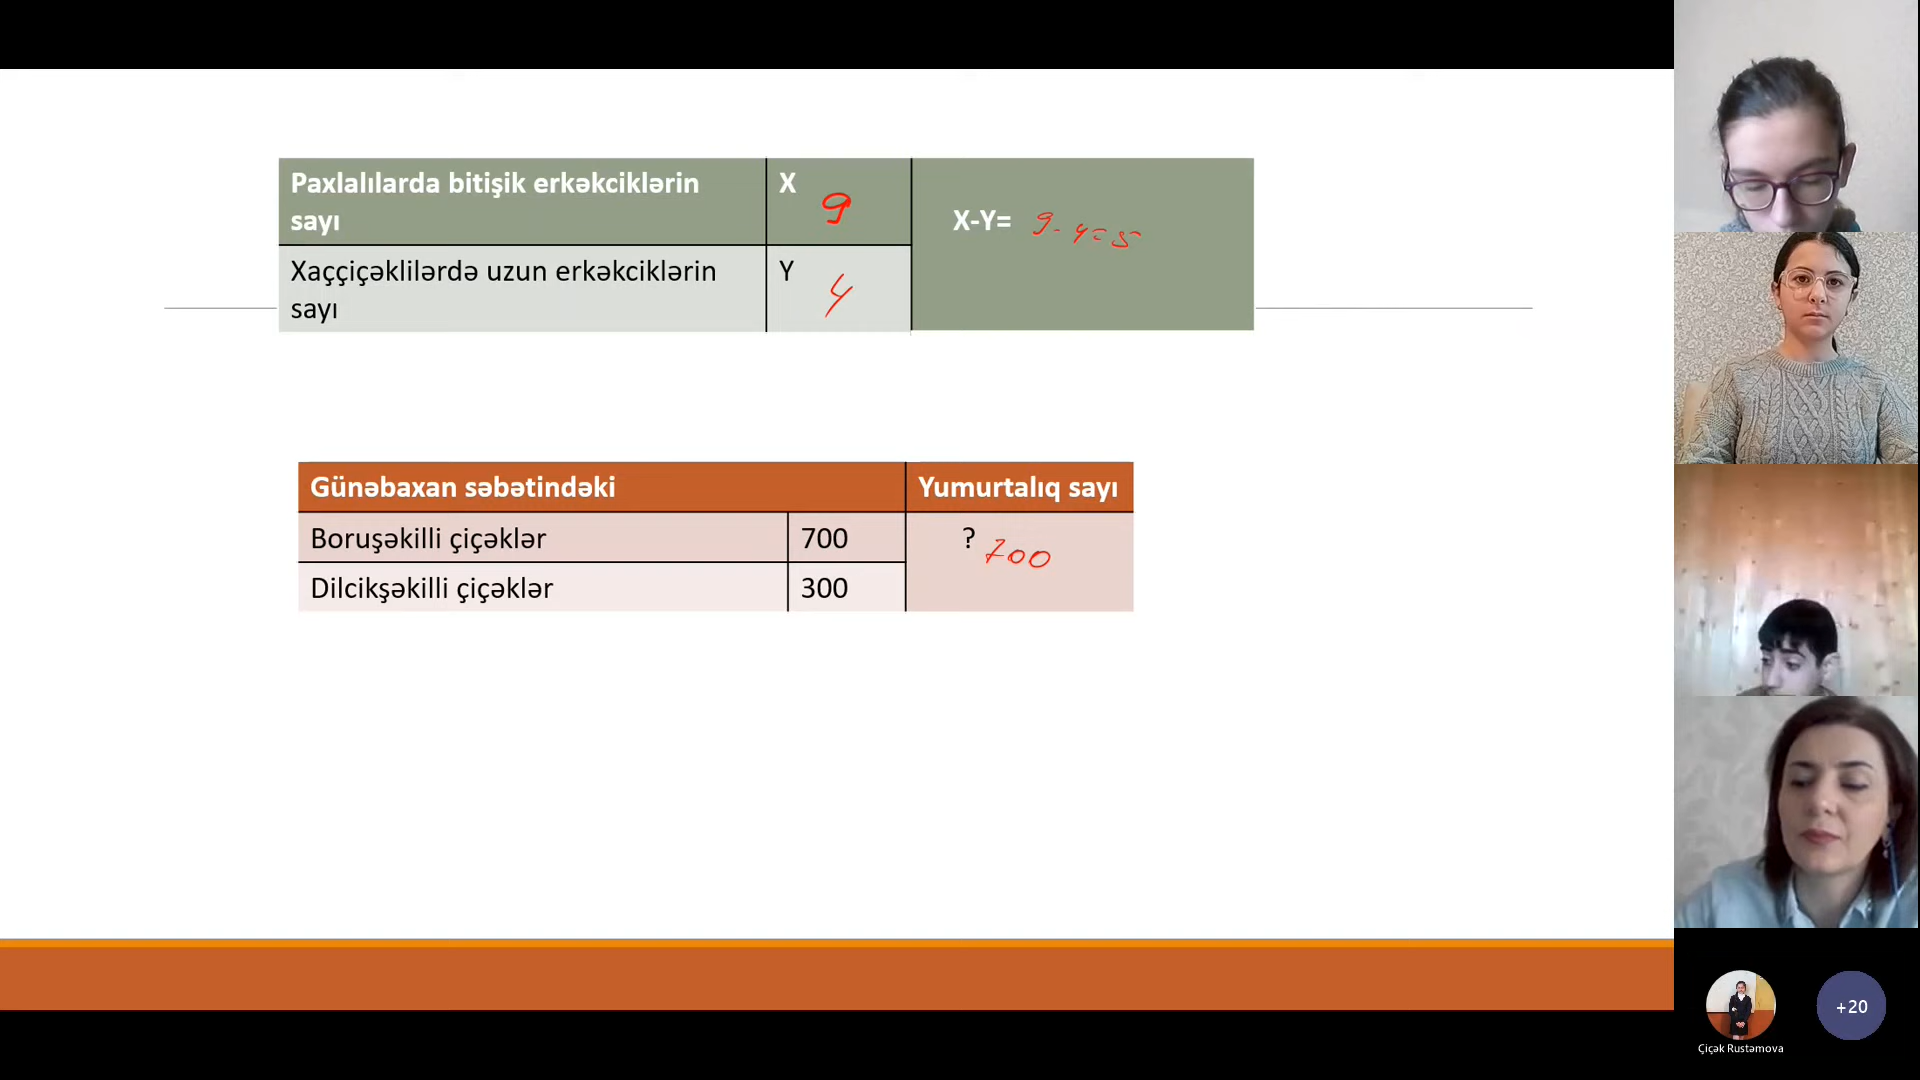 Paxlalılarda bitişik erkəkciklərin
sayı
X 9
X-Y= 9-4=5
Xaççiçəklilərdə uzun erkəkciklərin
sayı
Y 4
Günəbaxan səbətindəki
Yumurtalıq sayı
Boruşəkilli çiçəklər
700
? 700
Dilcikşəkilli çiçəklər
300
+20
Çiçək Rustəmova